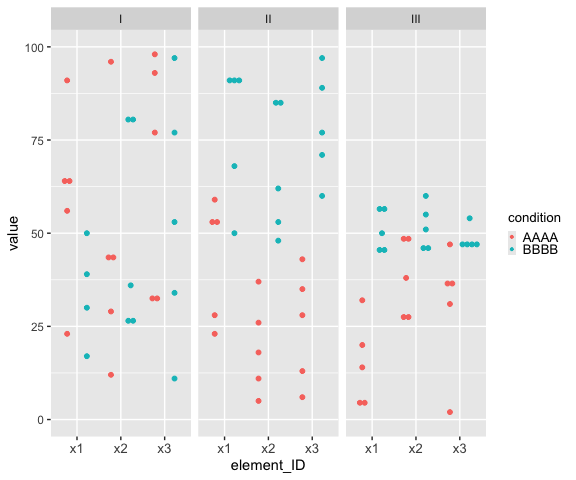 I II III
100
75
50
25
0
value
x1 x2 x3 x1 x2 x3 x1 x2 x3
element_ID
condition
AAAA
BBBB